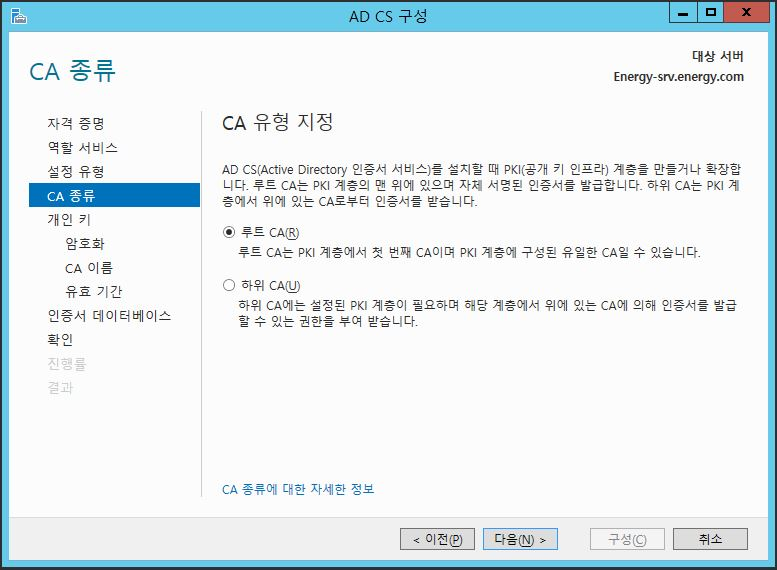 AD CS 구성
CA 종류
대상 서버
Energy-srv.energy.com
자격 증명
역할 서비스
설정 유형
CA 종류
개인 키
암호화
CA 이름
유효 기간
인증서 데이터베이스
확인
진행률
결과
CA 유형 지정
AD CS(Active Directory 인증서 서비스)를 설치할 때 PKI(공개 키 인프라) 계층을 만들거나 확장합
니다. 루트 CA는 PKI 계층의 맨 위에 있으며 자체 서명된 인증서를 발급합니다. 하위 CA는 PKI 계
층에서 위에 있는 CA로부터 인증서를 받습니다.
루트 CA(R)
루트 CA는 PKI 계층에서 첫 번째 CA이며 PKI 계층에 구성된 유일한 CA일 수 있습니다.
하위 CA(U)
하위 CA에는 설정된 PKI 계층이 필요하며 해당 계층에서 위에 있는 CA에 의해 인증서를 발급
할 수 있는 권한을 부여 받습니다.
CA 종류에 대한 자세한 정보
< 이전(P)
다음(N) >
구성(C)
취소